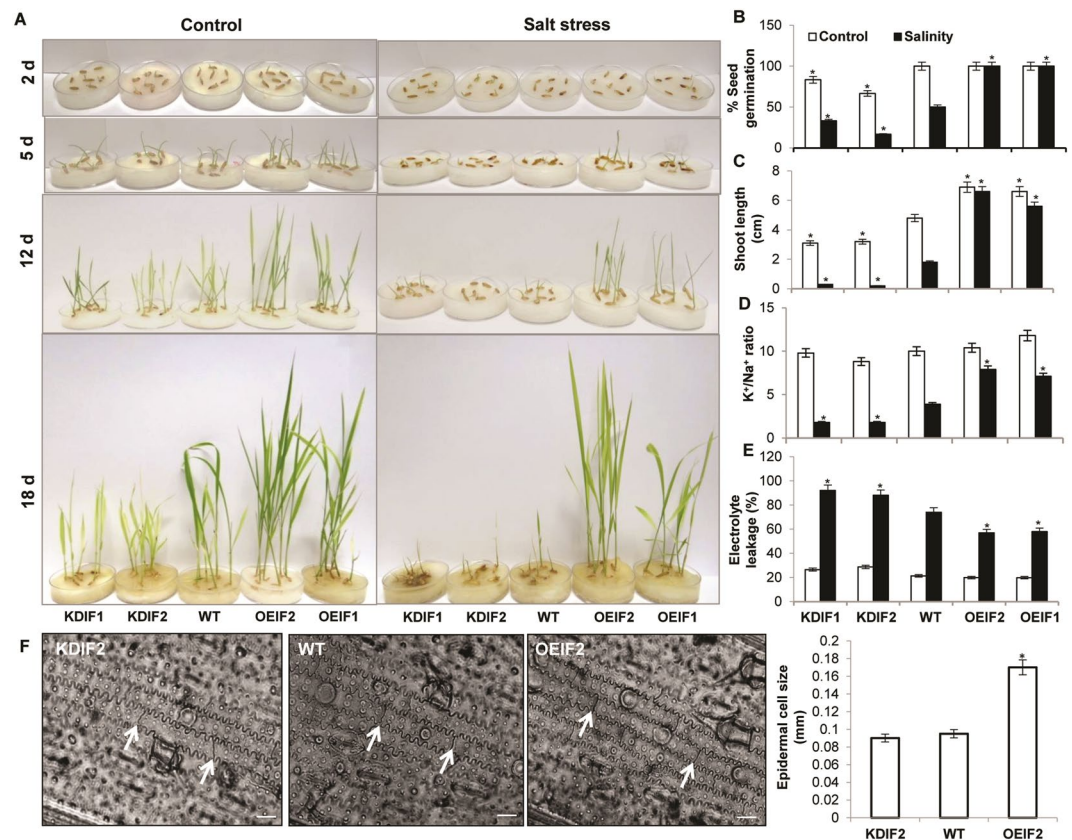 A
Control
Salt stress
2 d
5 d
12 d
18 d
KDIF1 KDIF2 WT OEIF2 OEIF1
KDIF1 KDIF2 WT OEIF2 OEIF1
B
% Seed
germination
150
100
50
0
Control Salinity
* * * * * *
C
Shoot length
(cm)
8
6
4
2
0
* * * * * * * *
D
K⁺/Na⁺ ratio
15
10
5
0
* * * *
E
Electrolyte
leakage (%)
120
100
80
60
40
20
0
* * * *
KDIF1 KDIF2 WT OEIF2 OEIF1
F
KDIF2
WT
OEIF2
Epidermal cell size
(mm)
0.2
0.18
0.16
0.14
0.12
0.1
0.08
0.06
0.04
0.02
0
*
KDIF2 WT OEIF2